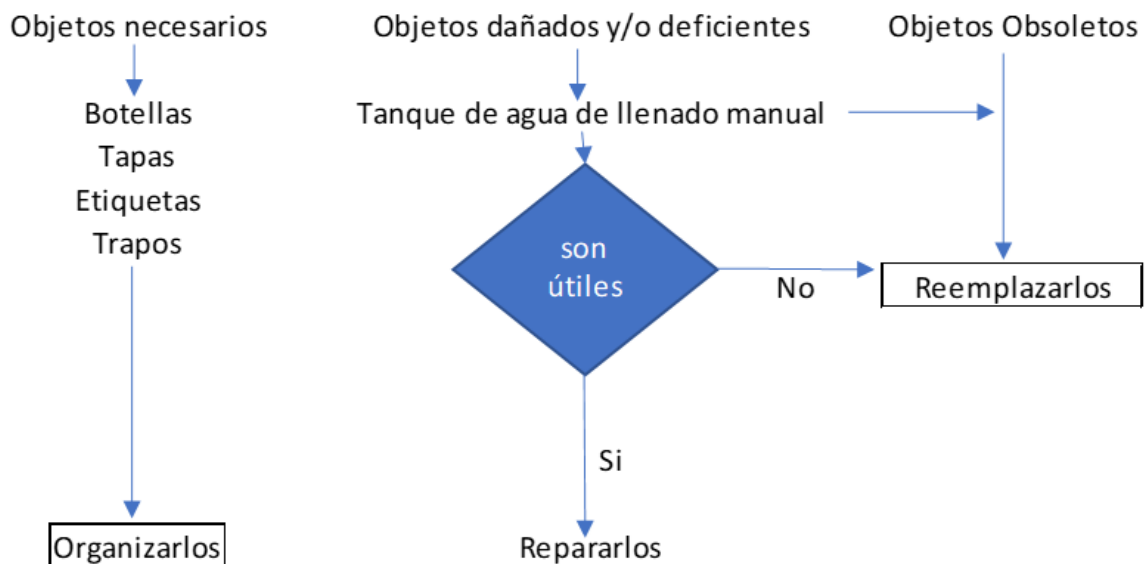 Objetos necesarios
Objetos dañados y/o deficientes
Objetos Obsoletos
Botellas
Tapas
Etiquetas
Trapos
Tanque de agua de llenado manual
son
útiles
No
Reemplazarlos
Si
Organizarlos
Repararlos